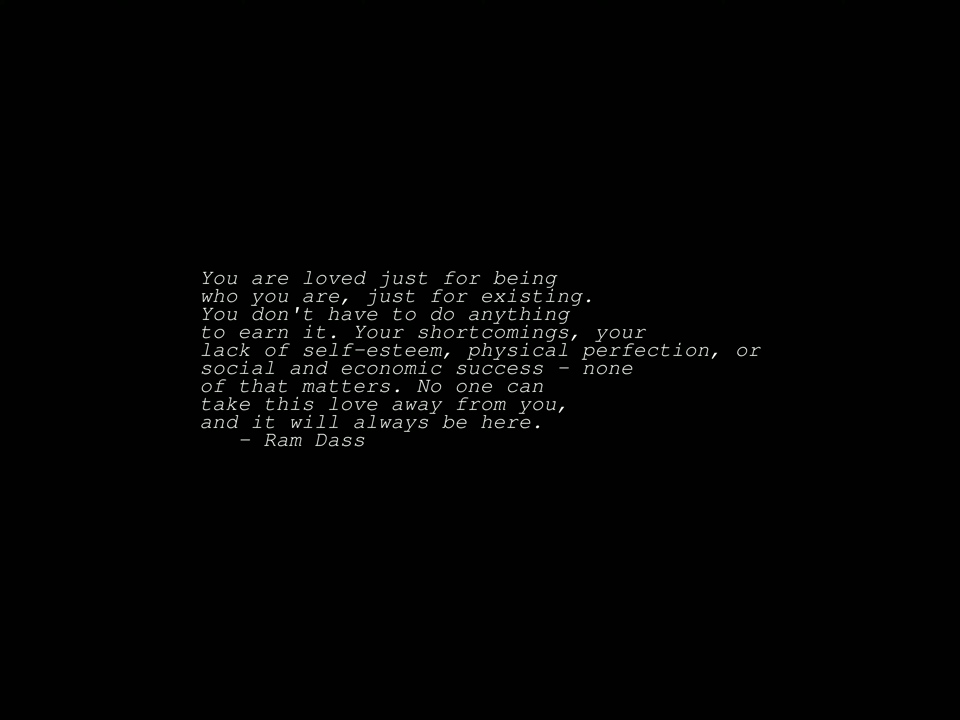 You are loved just for being
who you are, just for existing.
You don't have to do anything
to earn it. Your shortcomings, your
lack of self-esteem, physical perfection, or
social and economic success - none
of that matters. No one can
take this love away from you,
and it will always be here.
- Ram Dass